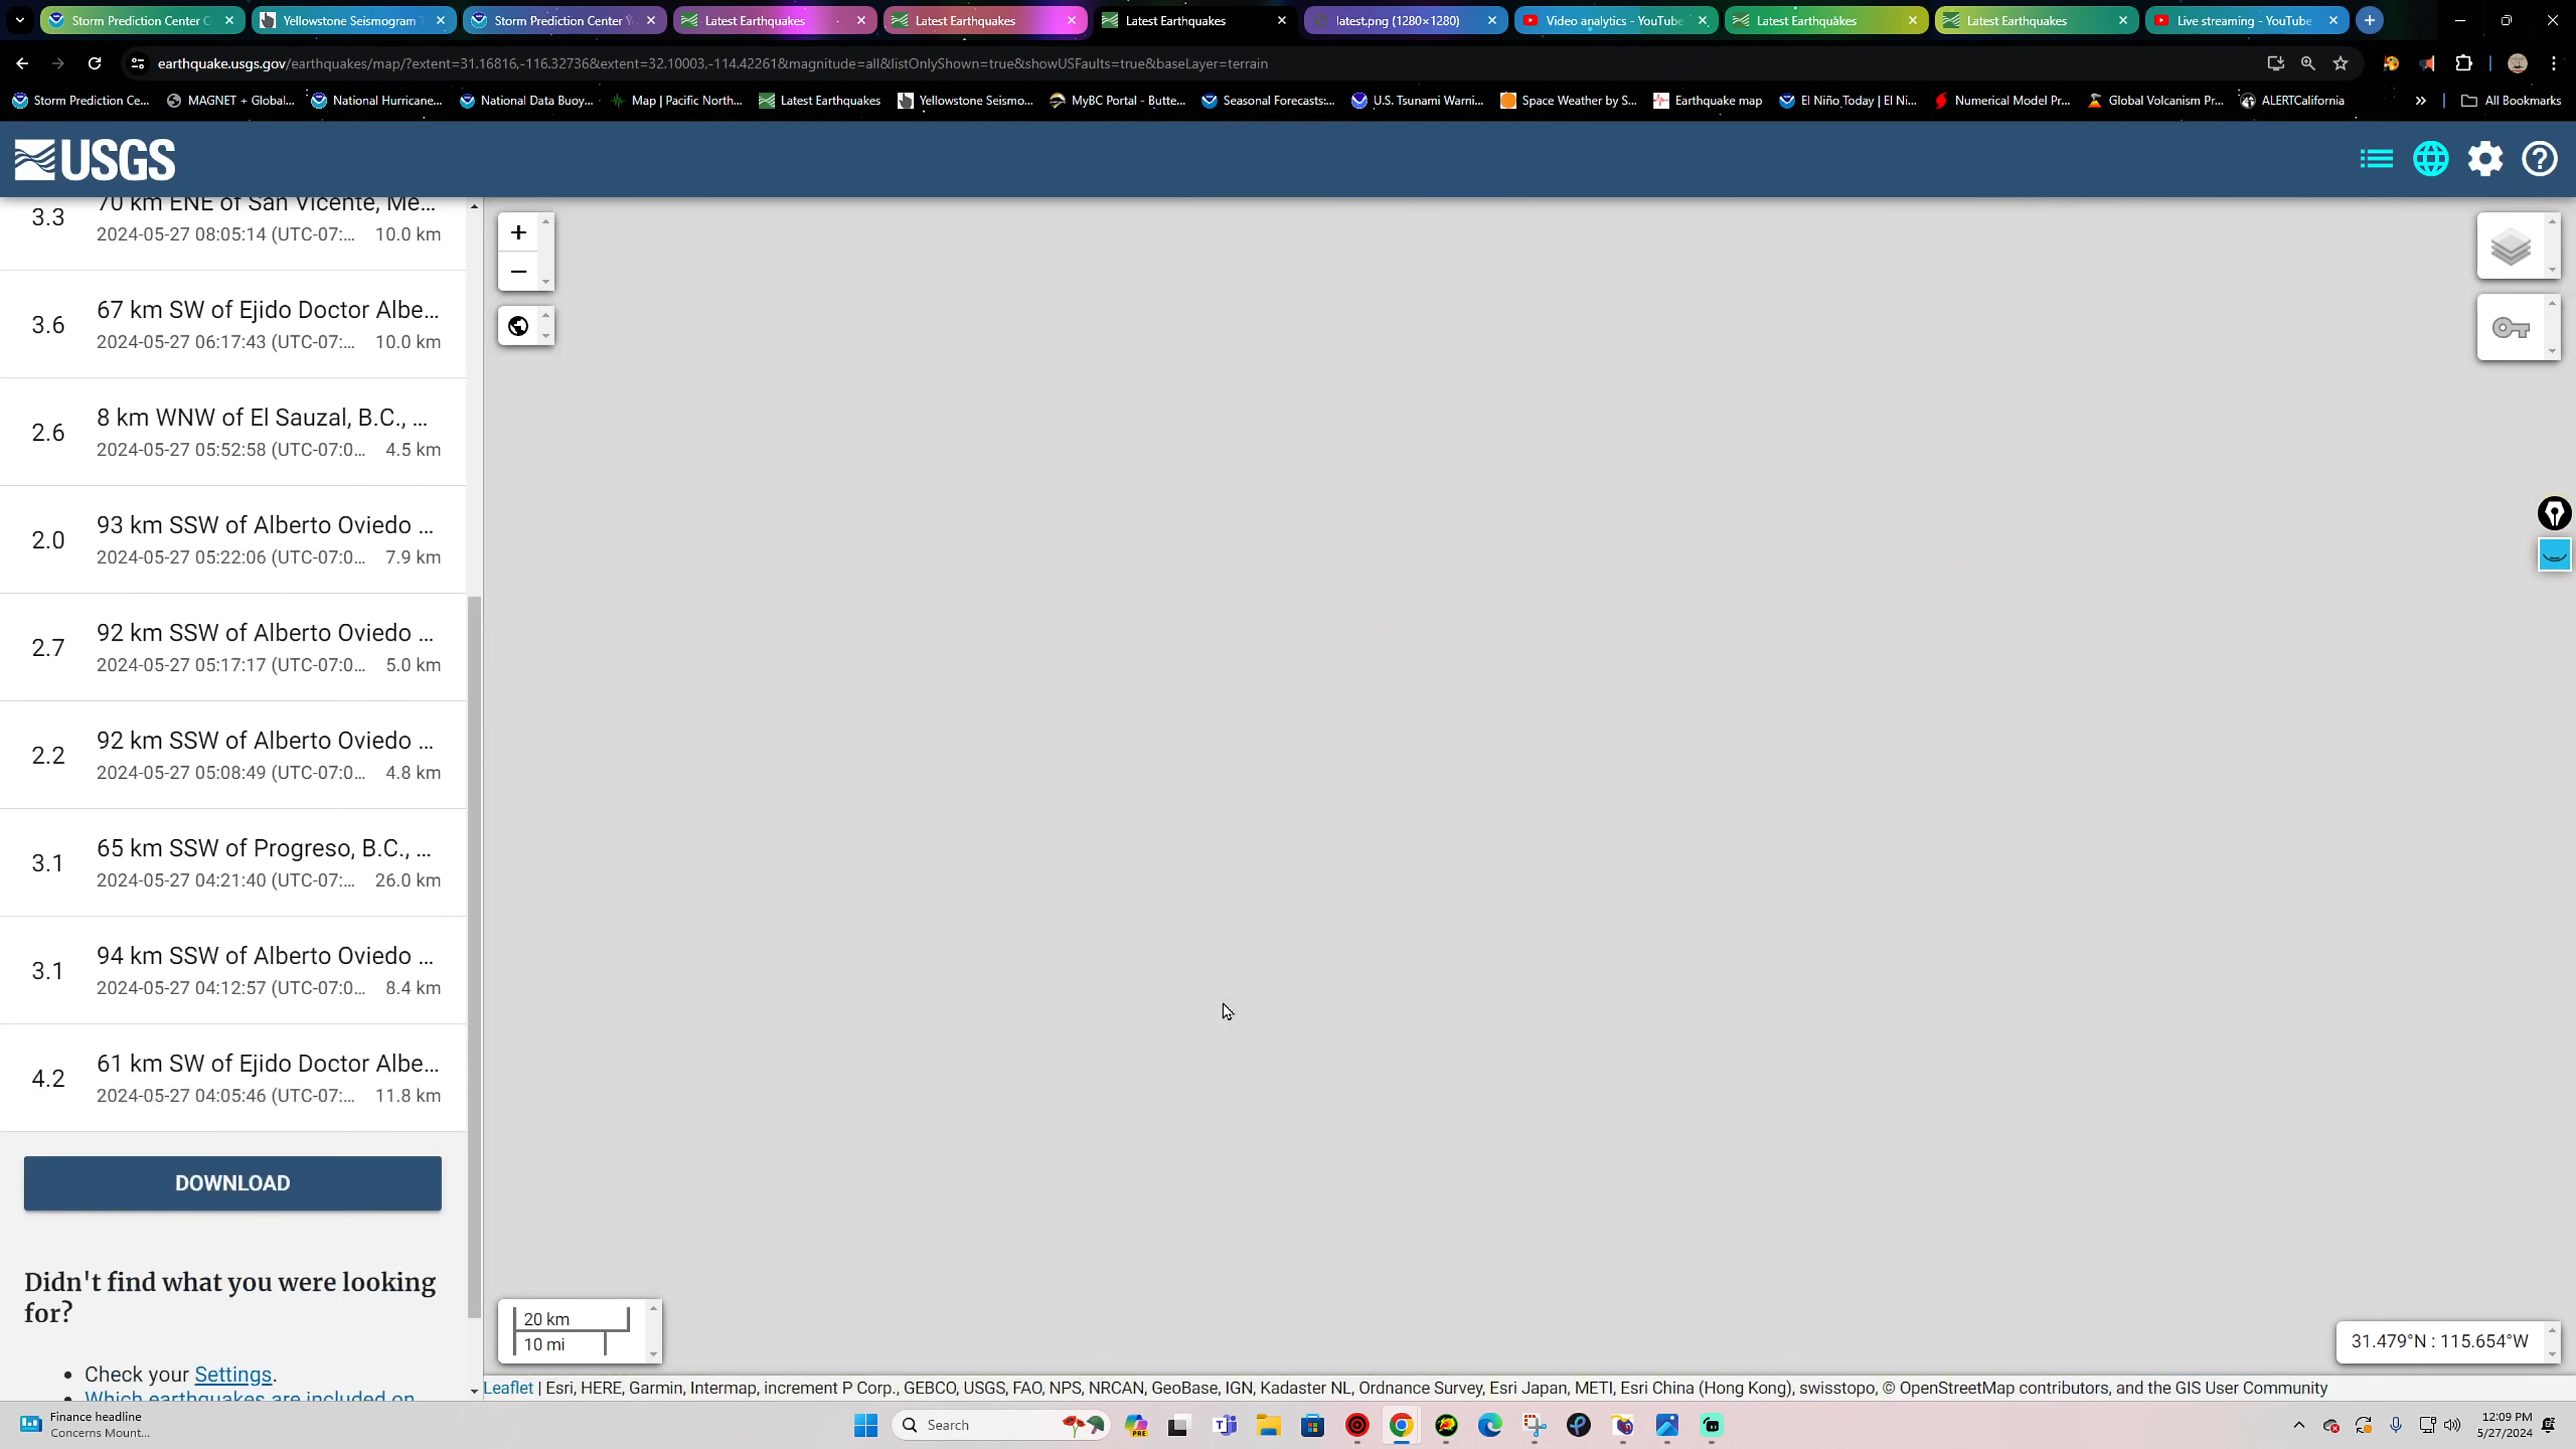 Storm Prediction Center C
Yellowstone Seismogram
Storm Prediction Center
Latest Earthquakes
Latest Earthquakes
Latest Earthquakes
latest.png (1280×1280)
Video analytics - YouTube
Latest Earthquakes
Latest Earthquakes
Live streaming - YouTube
earthquake.usgs.gov/earthquakes/map/?extent=31.16816,-116.32736&extent=32.10003,-114.42261&magnitude=all&listOnlyShown=true&showUSFaults=true&baseLayer=terrain
Storm Prediction Ce...
MAGNET + Global...
National Hurricane...
National Data Buoy...
Map | Pacific North...
Latest Earthquakes
Yellowstone Seismo...
MyBC Portal - Butte...
Seasonal Forecasts:...
U.S. Tsunami Warni...
Space Weather by S...
Earthquake map
El Niño Today | El Ni...
Numerical Model Pr...
Global Volcanism Pr...
ALERTCalifornia
All Bookmarks
USGS
3.3
70 km ENE of San Vicente, Me...
2024-05-27 08:05:14 (UTC-07:... 10.0 km
3.6
67 km SW of Ejido Doctor Albe...
2024-05-27 06:17:43 (UTC-07:... 10.0 km
2.6
8 km WNW of El Sauzal, B.C., ...
2024-05-27 05:52:58 (UTC-07:0... 4.5 km
2.0
93 km SSW of Alberto Oviedo ...
2024-05-27 05:22:06 (UTC-07:0... 7.9 km
2.7
92 km SSW of Alberto Oviedo ...
2024-05-27 05:17:17 (UTC-07:0... 5.0 km
2.2
92 km SSW of Alberto Oviedo ...
2024-05-27 05:08:49 (UTC-07:0... 4.8 km
3.1
65 km SSW of Progreso, B.C., ...
2024-05-27 04:21:40 (UTC-07:... 26.0 km
3.1
94 km SSW of Alberto Oviedo ...
2024-05-27 04:12:57 (UTC-07:0... 8.4 km
4.2
61 km SW of Ejido Doctor Albe...
2024-05-27 04:05:46 (UTC-07:... 11.8 km
DOWNLOAD
Didn't find what you were looking
for?
• Check your Settings.
Which earthquakes are included on
+
−
20 km
10 mi
31.479°N : 115.654°W
Leaflet | Esri, HERE, Garmin, Intermap, increment P Corp., GEBCO, USGS, FAO, NPS, NRCAN, GeoBase, IGN, Kadaster NL, Ordnance Survey, Esri Japan, METI, Esri China (Hong Kong), swisstopo, © OpenStreetMap contributors, and the GIS User Community
Finance headline
Concerns Mount...
Search
PRE
12:09 PM
5/27/2024